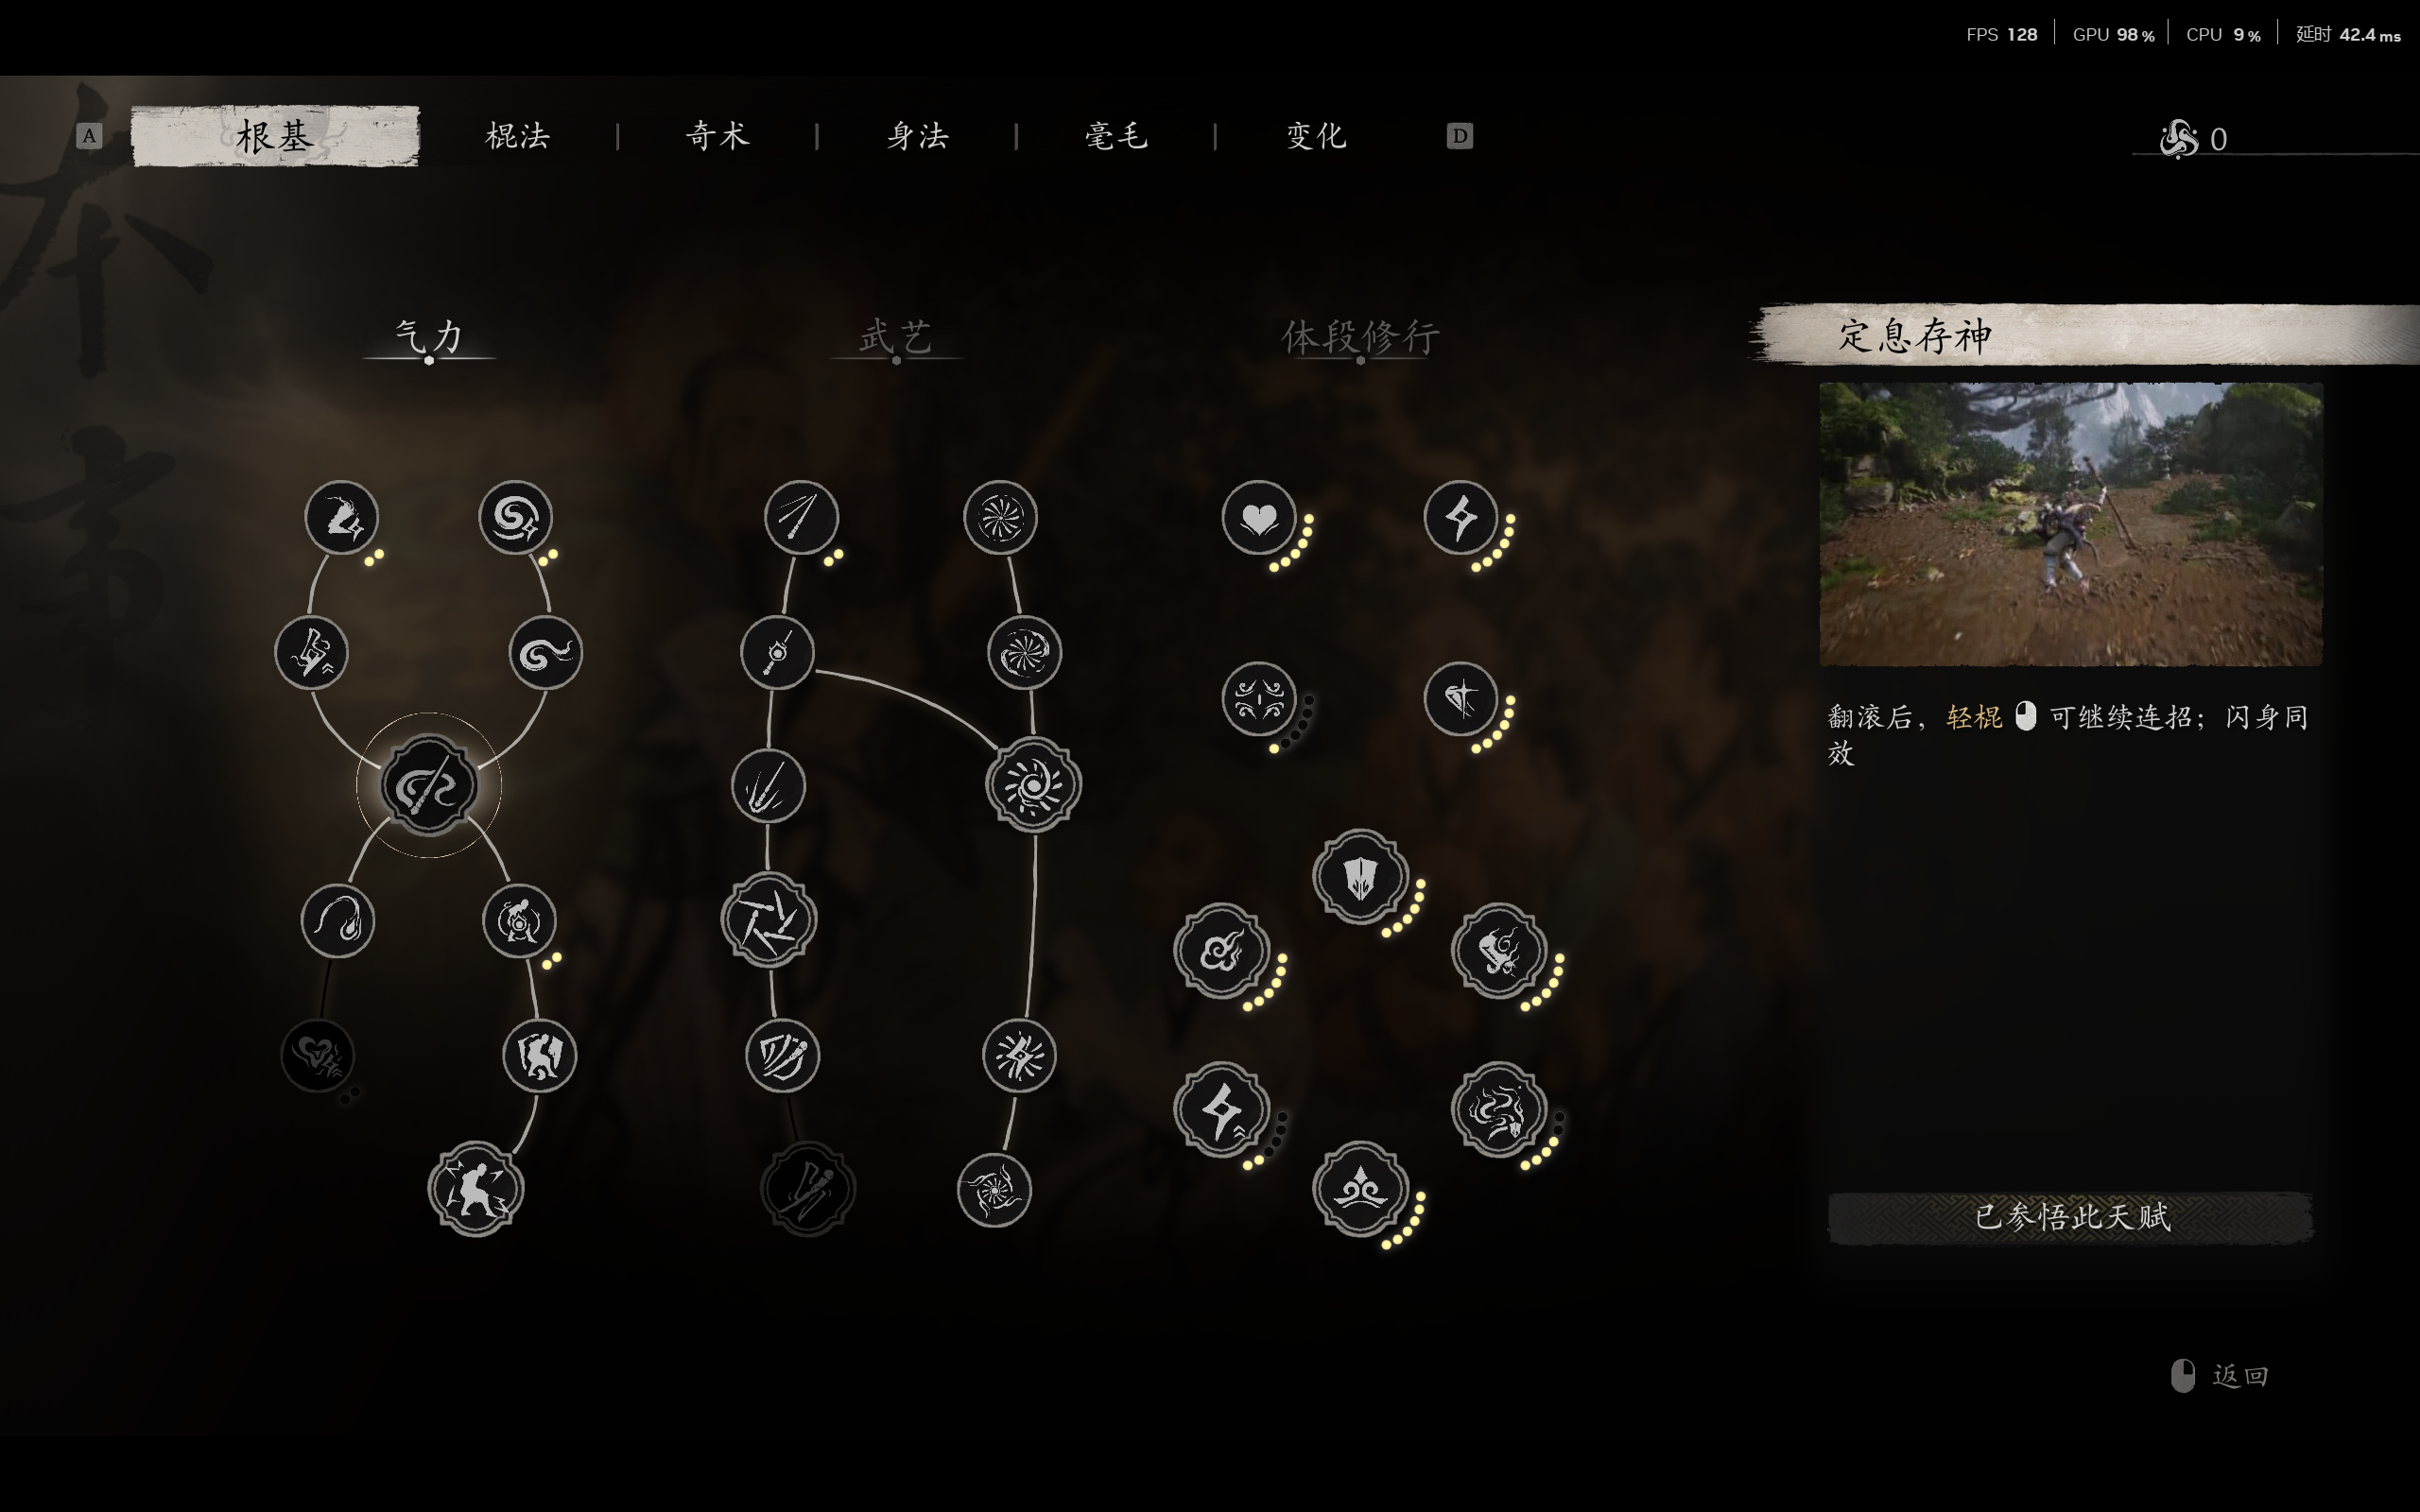 FPS 128 GPU 98% CPU 9% 延时 42.4 ms
A 根基 棍法 奇术 身法 毫毛 变化 D 0
气力 武艺 体段修行
定息存神
翻滚后，轻棍 可继续连招；闪身同
效
已参悟此天赋
返回
本
事